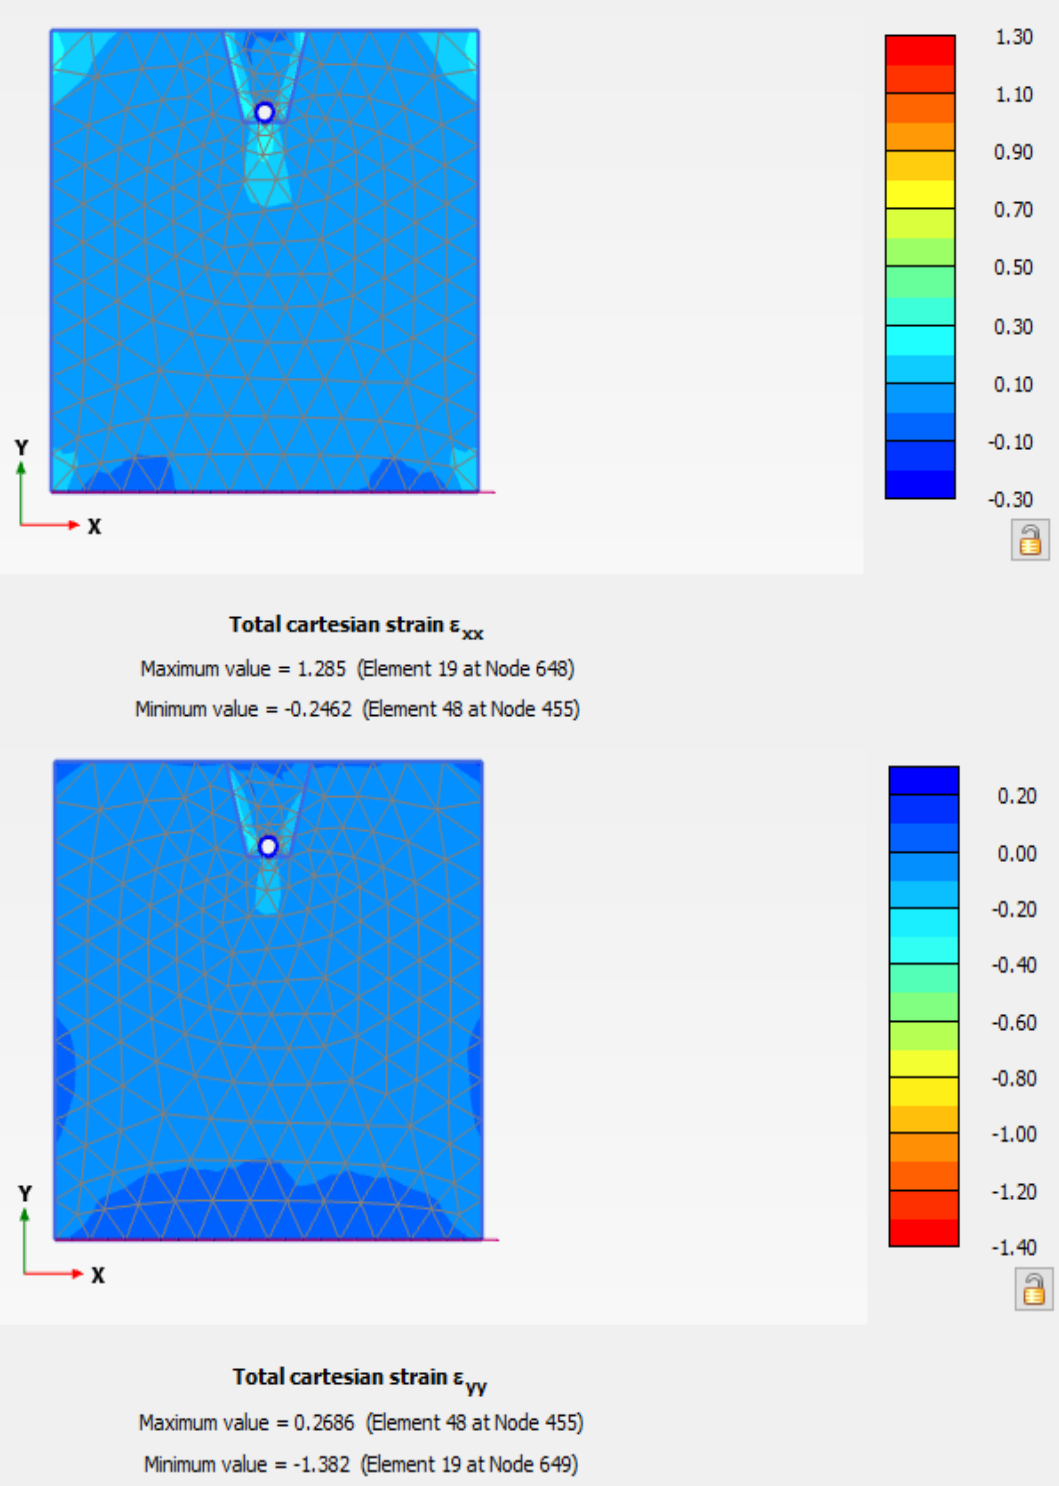 1.30
1.10
0.90
0.70
0.50
0.30
0.10
-0.10
-0.30
Y
X
Total cartesian strain εxx
Maximum value = 1.285 (Element 19 at Node 648)
Minimum value = -0.2462 (Element 48 at Node 455)
0.20
0.00
-0.20
-0.40
-0.60
-0.80
-1.00
-1.20
-1.40
Y
X
Total cartesian strain εyy
Maximum value = 0.2686 (Element 48 at Node 455)
Minimum value = -1.382 (Element 19 at Node 649)